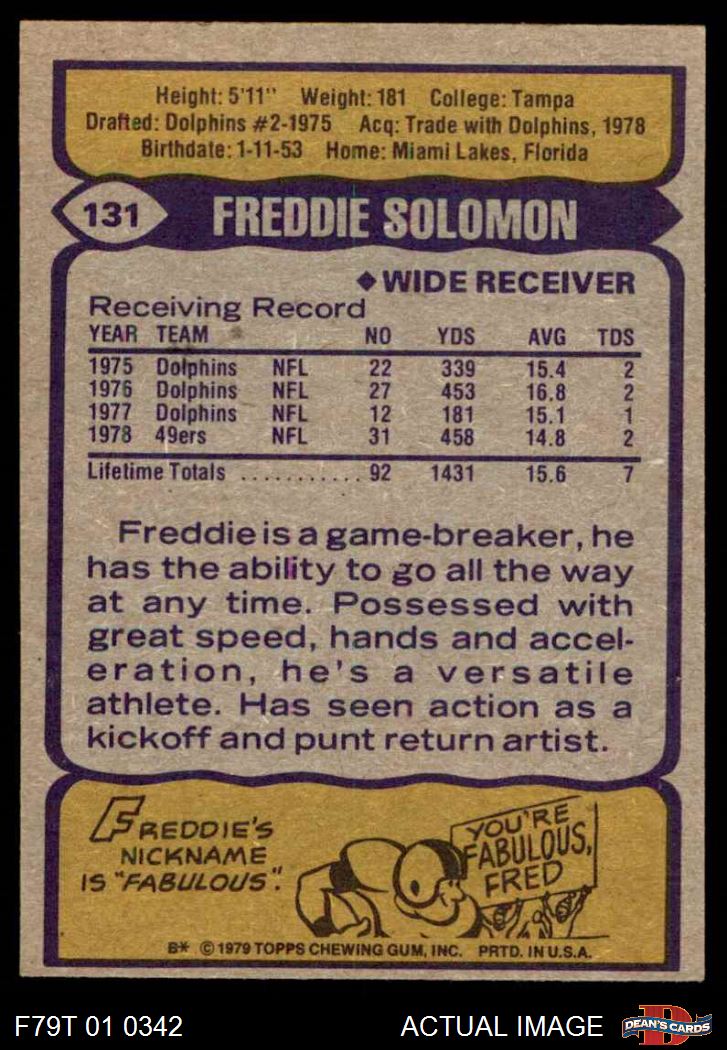 Height: 5'11" Weight: 181 College: Tampa
Drafted: Dolphins #2-1975 Acq: Trade with Dolphins, 1978
Birthdate: 1-11-53 Home: Miami Lakes, Florida
131 FREDDIE SOLOMON
◆WIDE RECEIVER
Receiving Record
YEAR TEAM NO YDS AVG TDS
1975 Dolphins NFL 22 339 15.4 2
1976 Dolphins NFL 27 453 16.8 2
1977 Dolphins NFL 12 181 15.1 1
1978 49ers NFL 31 458 14.8 2
Lifetime Totals ........... 92 1431 15.6 7
Freddie is a game-breaker, he
has the ability to go all the way
at any time. Possessed with
great speed, hands and accel-
eration, he's a versatile
athlete. Has seen action as a
kickoff and punt return artist.
FREDDIE'S
NICKNAME
IS "FABULOUS".
YOU'RE
FABULOUS,
FRED
B* © 1979 TOPPS CHEWING GUM, INC. PRTD. IN U.S.A.
F79T 01 0342 ACTUAL IMAGE D DEAN'S CARDS